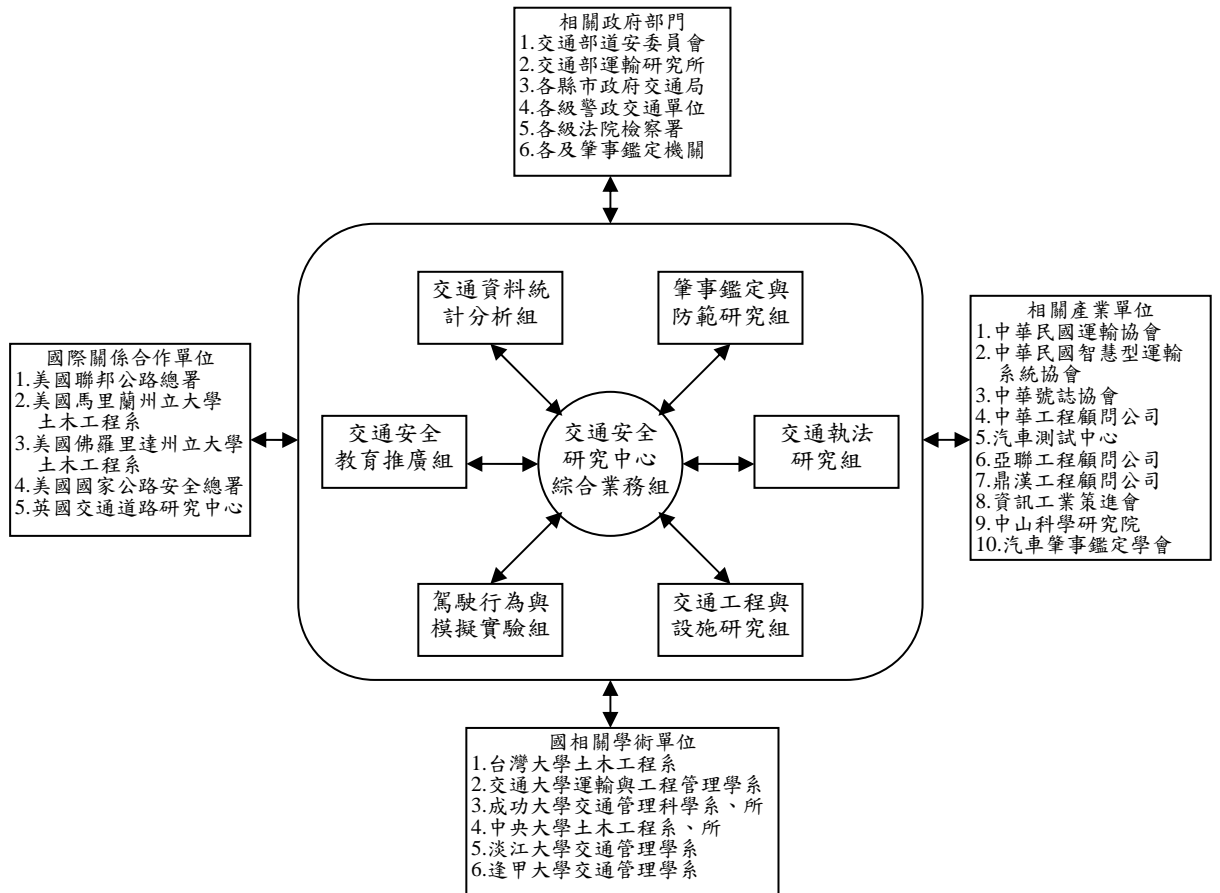 相關政府部門
1.交通部道安委員會
2.交通部運輸研究所
3.各縣市政府交通局
4.各級警政交通單位
5.各級法院檢察署
6.各及肇事鑑定機關
交通資料統
計分析組
肇事鑑定與
防範研究組
國際關係合作單位
1.美國聯邦公路總署
2.美國馬里蘭州立大學
土木工程系
3.美國佛羅里達州立大學
土木工程系
4.美國國家公路安全總署
5.英國交通道路研究中心
交通安全
教育推廣組
交通安全
研究中心
綜合業務組
交通執法
研究組
相關產業單位
1.中華民國運輸協會
2.中華民國智慧型運輸
系統協會
3.中華號誌協會
4.中華工程顧問公司
5.汽車測試中心
6.亞聯工程顧問公司
7.鼎漢工程顧問公司
8.資訊工業策進會
9.中山科學研究院
10.汽車肇事鑑定學會
駕駛行為與
模擬實驗組
交通工程與
設施研究組
國相關學術單位
1.台灣大學土木工程系
2.交通大學運輸與工程管理學系
3.成功大學交通管理科學系、所
4.中央大學土木工程系、所
5.淡江大學交通管理學系
6.逢甲大學交通管理學系